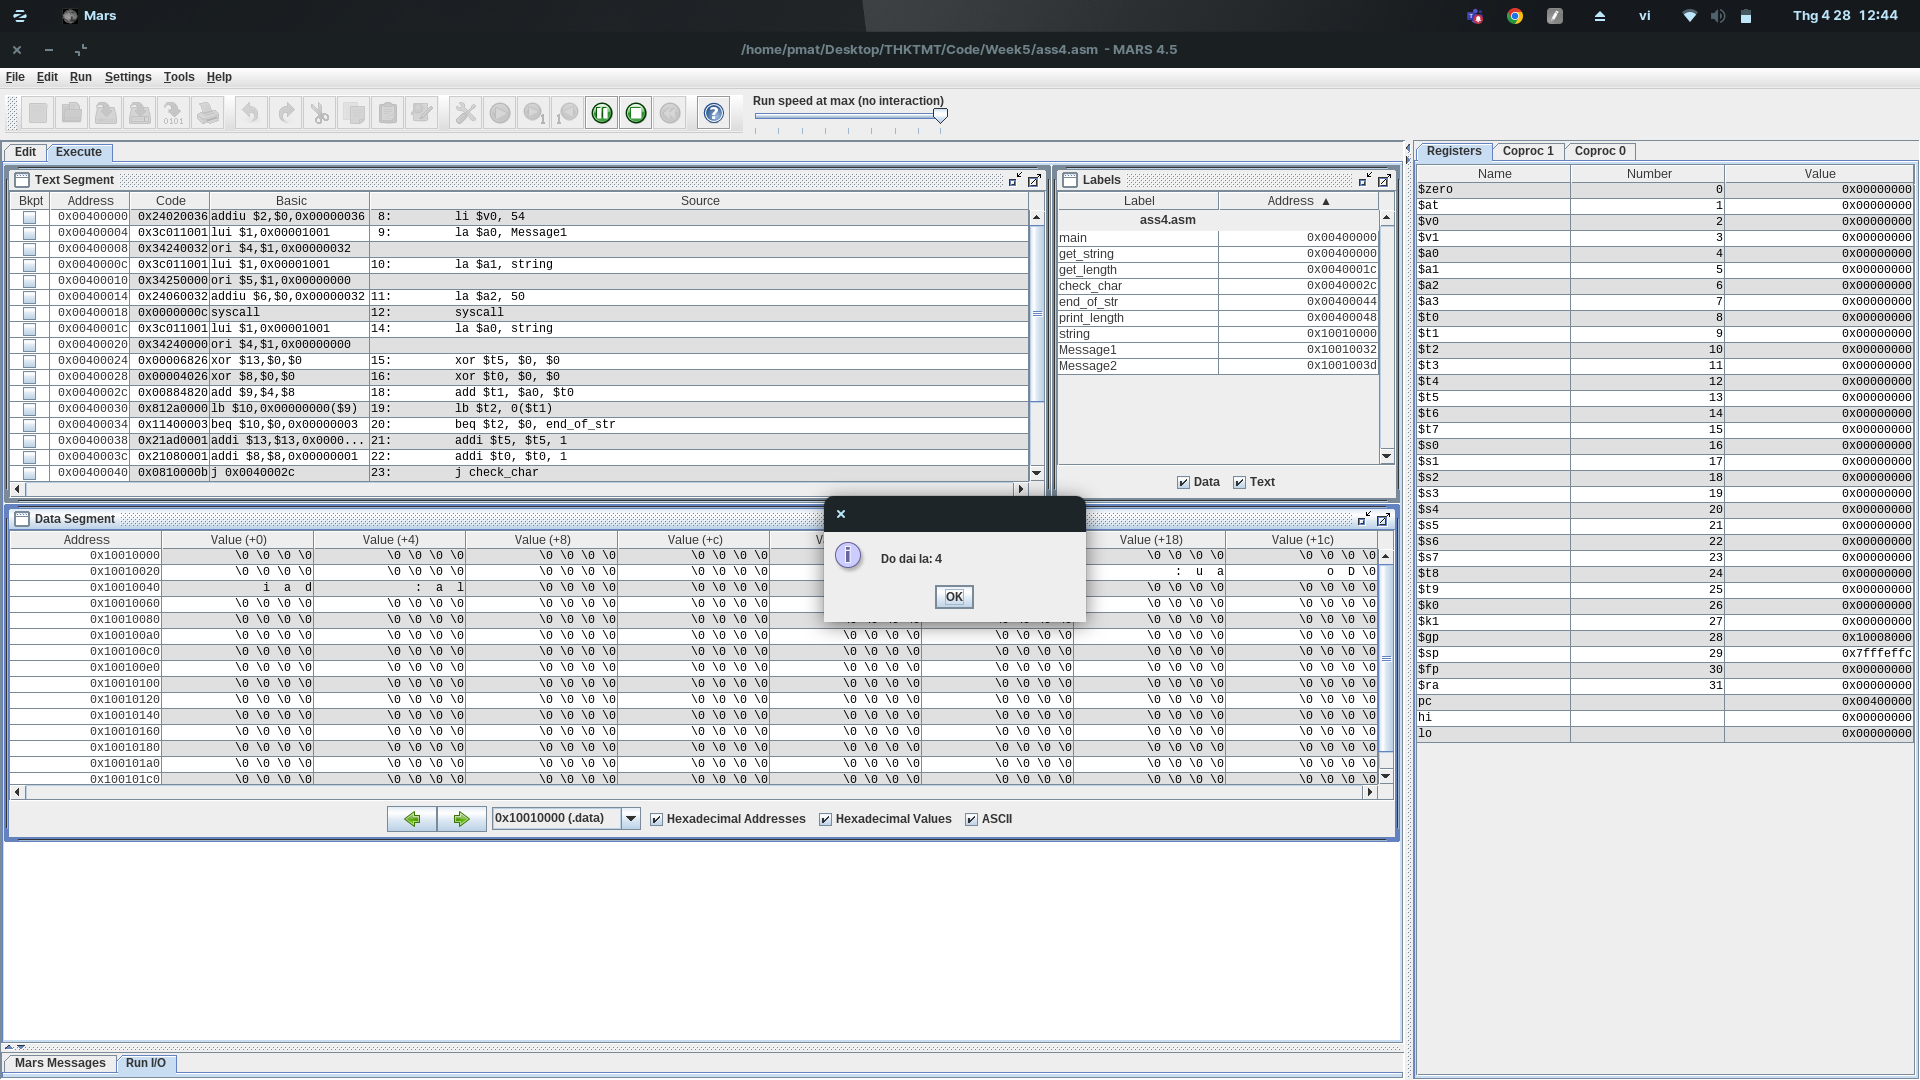 Mars
vi
Thg 4 28 12:44
/home/pmat/Desktop/THKTMT/Code/Week5/ass4.asm - MARS 4.5
File Edit Run Settings Tools Help
Run speed at max (no interaction)
Edit Execute
Registers Coproc 1 Coproc 0
Text Segment
Bkpt Address Code Basic Source
0x00400000 0x24020036 addiu $2,$0,0x00000036 8: li $v0, 54
0x00400004 0x3c011001 lui $1,0x00001001 9: la $a0, Message1
0x00400008 0x34240032 ori $4,$1,0x00000032
0x0040000c 0x3c011001 lui $1,0x00001001 10: la $a1, string
0x00400010 0x34250000 ori $5,$1,0x00000000
0x00400014 0x24060032 addiu $6,$0,0x00000032 11: la $a2, 50
0x00400018 0x0000000c syscall 12: syscall
0x0040001c 0x3c011001 lui $1,0x00001001 14: la $a0, string
0x00400020 0x34240000 ori $4,$1,0x00000000
0x00400024 0x00006826 xor $13,$0,$0 15: xor $t5, $0, $0
0x00400028 0x00004026 xor $8,$0,$0 16: xor $t0, $0, $0
0x0040002c 0x00884820 add $9,$4,$8 18: add $t1, $a0, $t0
0x00400030 0x812a0000 lb $10,0x00000000($9) 19: lb $t2, 0($t1)
0x00400034 0x11400003 beq $10,$0,0x00000003 20: beq $t2, $0, end_of_str
0x00400038 0x21ad0001 addi $13,$13,0x0000... 21: addi $t5, $t5, 1
0x0040003c 0x21080001 addi $8,$8,0x00000001 22: addi $t0, $t0, 1
0x00400040 0x0810000b j 0x0040002c 23: j check_char
Labels
Label Address ▲
ass4.asm
main 0x00400000
get_string 0x00400000
get_length 0x0040001c
check_char 0x0040002c
end_of_str 0x00400044
print_length 0x00400048
string 0x10010000
Message1 0x10010032
Message2 0x1001003d
Data Text
Data Segment
Address Value (+0) Value (+4) Value (+8) Value (+c) Value (+18) Value (+1c)
0x10010000 \0 \0 \0 \0 \0 \0 \0 \0 \0 \0 \0 \0 \0 \0 \0 \0 \0 \0 \0 \0 \0 \0 \0 \0
0x10010020 \0 \0 \0 \0 \0 \0 \0 \0 \0 \0 \0 \0 \0 \0 \0 \0 : u a o D \0
0x10010040 i a d : a l \0 \0 \0 \0 \0 \0 \0 \0 \0 \0 \0 \0 \0 \0 \0 \0
0x10010060 \0 \0 \0 \0 \0 \0 \0 \0 \0 \0 \0 \0 \0 \0 \0 \0 \0 \0 \0 \0 \0 \0 \0 \0
0x10010080 \0 \0 \0 \0 \0 \0 \0 \0 \0 \0 \0 \0 \0 \0 \0 \0 \0 \0 \0 \0 \0 \0 \0 \0 \0 \0 \0 \0 \0 \0 \0 \0
0x100100a0 \0 \0 \0 \0 \0 \0 \0 \0 \0 \0 \0 \0 \0 \0 \0 \0 \0 \0 \0 \0 \0 \0 \0 \0 \0 \0 \0 \0 \0 \0 \0 \0
0x100100c0 \0 \0 \0 \0 \0 \0 \0 \0 \0 \0 \0 \0 \0 \0 \0 \0 \0 \0 \0 \0 \0 \0 \0 \0 \0 \0 \0 \0 \0 \0 \0 \0
0x100100e0 \0 \0 \0 \0 \0 \0 \0 \0 \0 \0 \0 \0 \0 \0 \0 \0 \0 \0 \0 \0 \0 \0 \0 \0 \0 \0 \0 \0 \0 \0 \0 \0
0x10010100 \0 \0 \0 \0 \0 \0 \0 \0 \0 \0 \0 \0 \0 \0 \0 \0 \0 \0 \0 \0 \0 \0 \0 \0 \0 \0 \0 \0 \0 \0 \0 \0
0x10010120 \0 \0 \0 \0 \0 \0 \0 \0 \0 \0 \0 \0 \0 \0 \0 \0 \0 \0 \0 \0 \0 \0 \0 \0 \0 \0 \0 \0 \0 \0 \0 \0
0x10010140 \0 \0 \0 \0 \0 \0 \0 \0 \0 \0 \0 \0 \0 \0 \0 \0 \0 \0 \0 \0 \0 \0 \0 \0 \0 \0 \0 \0 \0 \0 \0 \0
0x10010160 \0 \0 \0 \0 \0 \0 \0 \0 \0 \0 \0 \0 \0 \0 \0 \0 \0 \0 \0 \0 \0 \0 \0 \0 \0 \0 \0 \0 \0 \0 \0 \0
0x10010180 \0 \0 \0 \0 \0 \0 \0 \0 \0 \0 \0 \0 \0 \0 \0 \0 \0 \0 \0 \0 \0 \0 \0 \0 \0 \0 \0 \0 \0 \0 \0 \0
0x100101a0 \0 \0 \0 \0 \0 \0 \0 \0 \0 \0 \0 \0 \0 \0 \0 \0 \0 \0 \0 \0 \0 \0 \0 \0 \0 \0 \0 \0 \0 \0 \0 \0
0x100101c0 \0 \0 \0 \0 \0 \0 \0 \0 \0 \0 \0 \0 \0 \0 \0 \0 \0 \0 \0 \0 \0 \0 \0 \0 \0 \0 \0 \0 \0 \0 \0 \0
0x10010000 (.data) Hexadecimal Addresses Hexadecimal Values ASCII
Do dai la: 4
OK
Name Number Value
$zero 0 0x00000000
$at 1 0x00000000
$v0 2 0x00000000
$v1 3 0x00000000
$a0 4 0x00000000
$a1 5 0x00000000
$a2 6 0x00000000
$a3 7 0x00000000
$t0 8 0x00000000
$t1 9 0x00000000
$t2 10 0x00000000
$t3 11 0x00000000
$t4 12 0x00000000
$t5 13 0x00000000
$t6 14 0x00000000
$t7 15 0x00000000
$s0 16 0x00000000
$s1 17 0x00000000
$s2 18 0x00000000
$s3 19 0x00000000
$s4 20 0x00000000
$s5 21 0x00000000
$s6 22 0x00000000
$s7 23 0x00000000
$t8 24 0x00000000
$t9 25 0x00000000
$k0 26 0x00000000
$k1 27 0x00000000
$gp 28 0x10008000
$sp 29 0x7fffeffc
$fp 30 0x00000000
$ra 31 0x00000000
pc 0x00400000
hi 0x00000000
lo 0x00000000
Mars Messages Run I/O